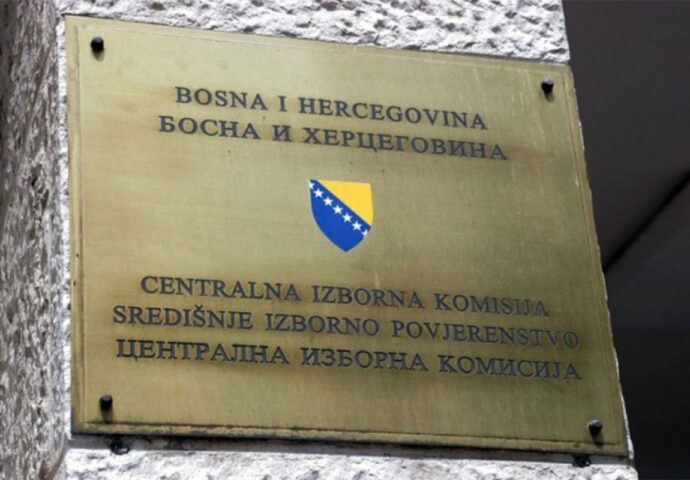 BOSNA I HERCEGOVINA
БОСНА И ХЕРЦЕГОВИНА
CENTRALNA IZBORNA KOMISIJA
SREDIŠNJE IZBORNO POVJERENSTVO
ЦЕНТРАЛНА ИЗБОРНА КОМИСИЈА